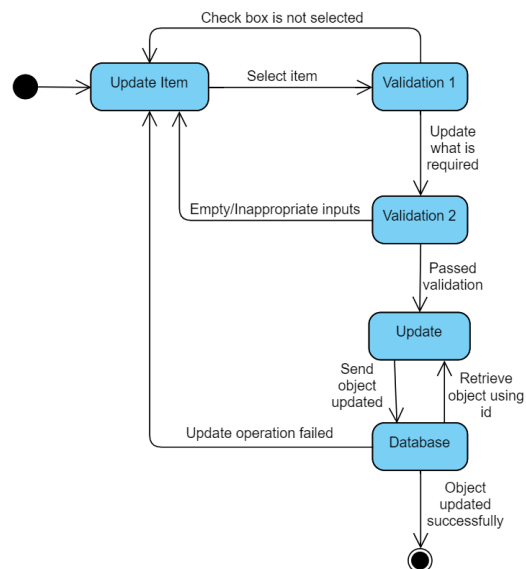 Check box is not selected
Update Item
Select item
Validation 1
Update
what is
required
Empty/Inappropriate inputs
Validation 2
Passed
validation
Update
Send
object
updated
Retrieve
object using
id
Update operation failed
Database
Object
updated
successfully